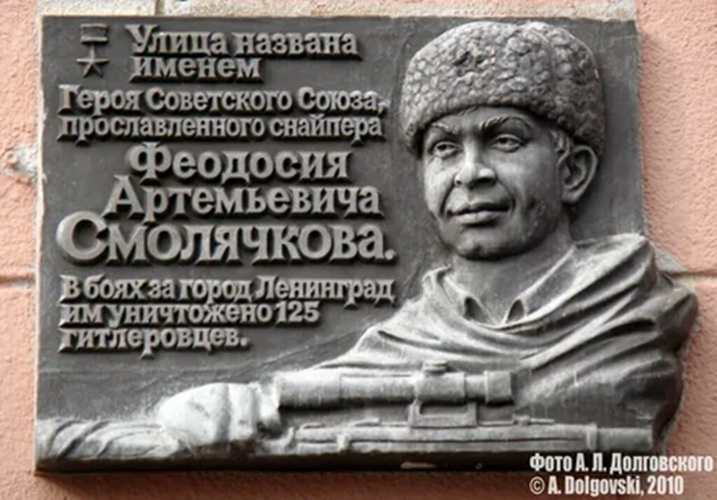 Улица названа
именем
Героя Советского Союза,
прославленного снайпера
Феодосия
Артемьевича
Смолячкова.
В боях за город Ленинград
им уничтожено 125
гитлеровцев.
Фото А. Л. Долговского
© A. Dolgovski, 2010